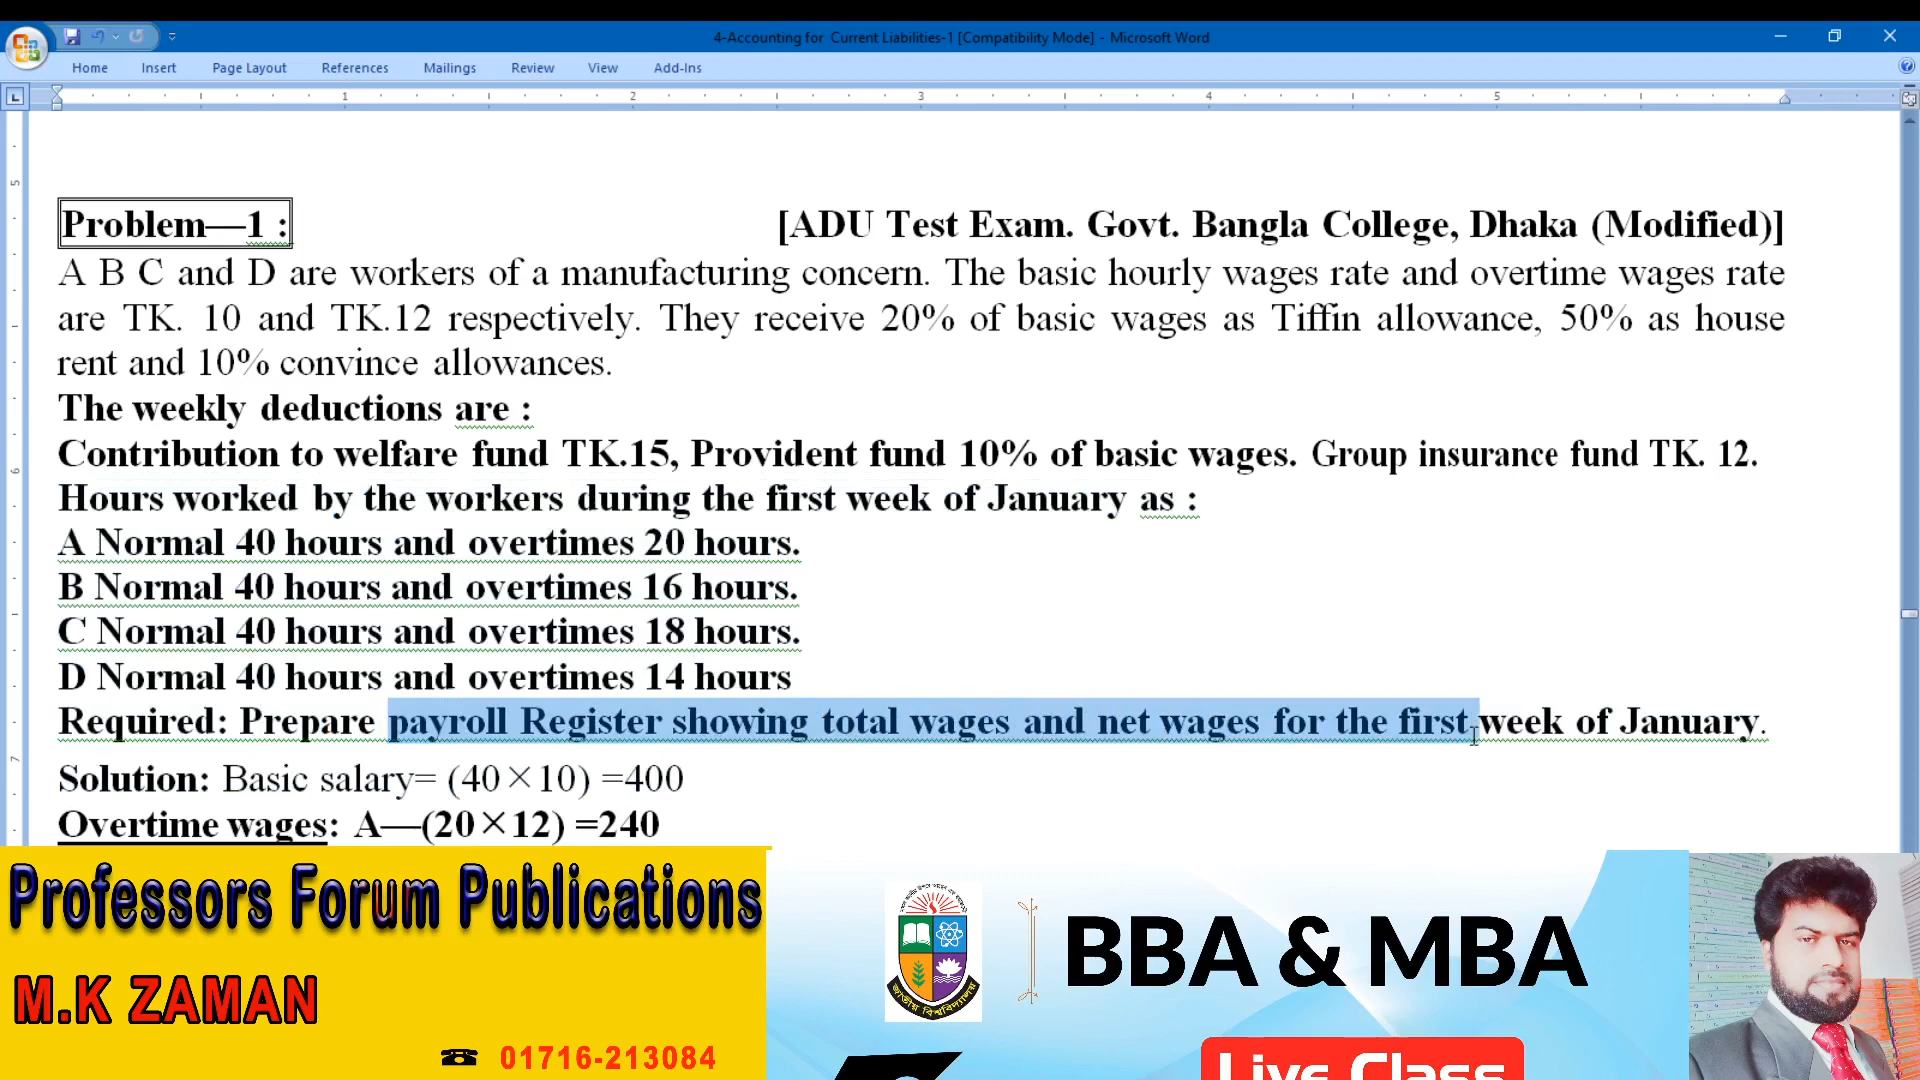 4-Accounting for Current Liabilities-1 [Compatibility Mode] - Microsoft Word
Home Insert Page Layout References Mailings Review View Add-Ins
L 1 2 3 4 5
5
Problem—1 : [ADU Test Exam. Govt. Bangla College, Dhaka (Modified)]
A B C and D are workers of a manufacturing concern. The basic hourly wages rate and overtime wages rate
are TK. 10 and TK.12 respectively. They receive 20% of basic wages as Tiffin allowance, 50% as house
rent and 10% convince allowances.
The weekly deductions are :
Contribution to welfare fund TK.15, Provident fund 10% of basic wages. Group insurance fund TK. 12.
6
Hours worked by the workers during the first week of January as :
A Normal 40 hours and overtimes 20 hours.
B Normal 40 hours and overtimes 16 hours.
C Normal 40 hours and overtimes 18 hours.
D Normal 40 hours and overtimes 14 hours
Required: Prepare payroll Register showing total wages and net wages for the first week of January.
7
Solution: Basic salary= (40×10) =400
Overtime wages: A—(20×12) =240
Professors Forum Publications
M.K ZAMAN
☎ 01716-213084
BBA & MBA
Live Class